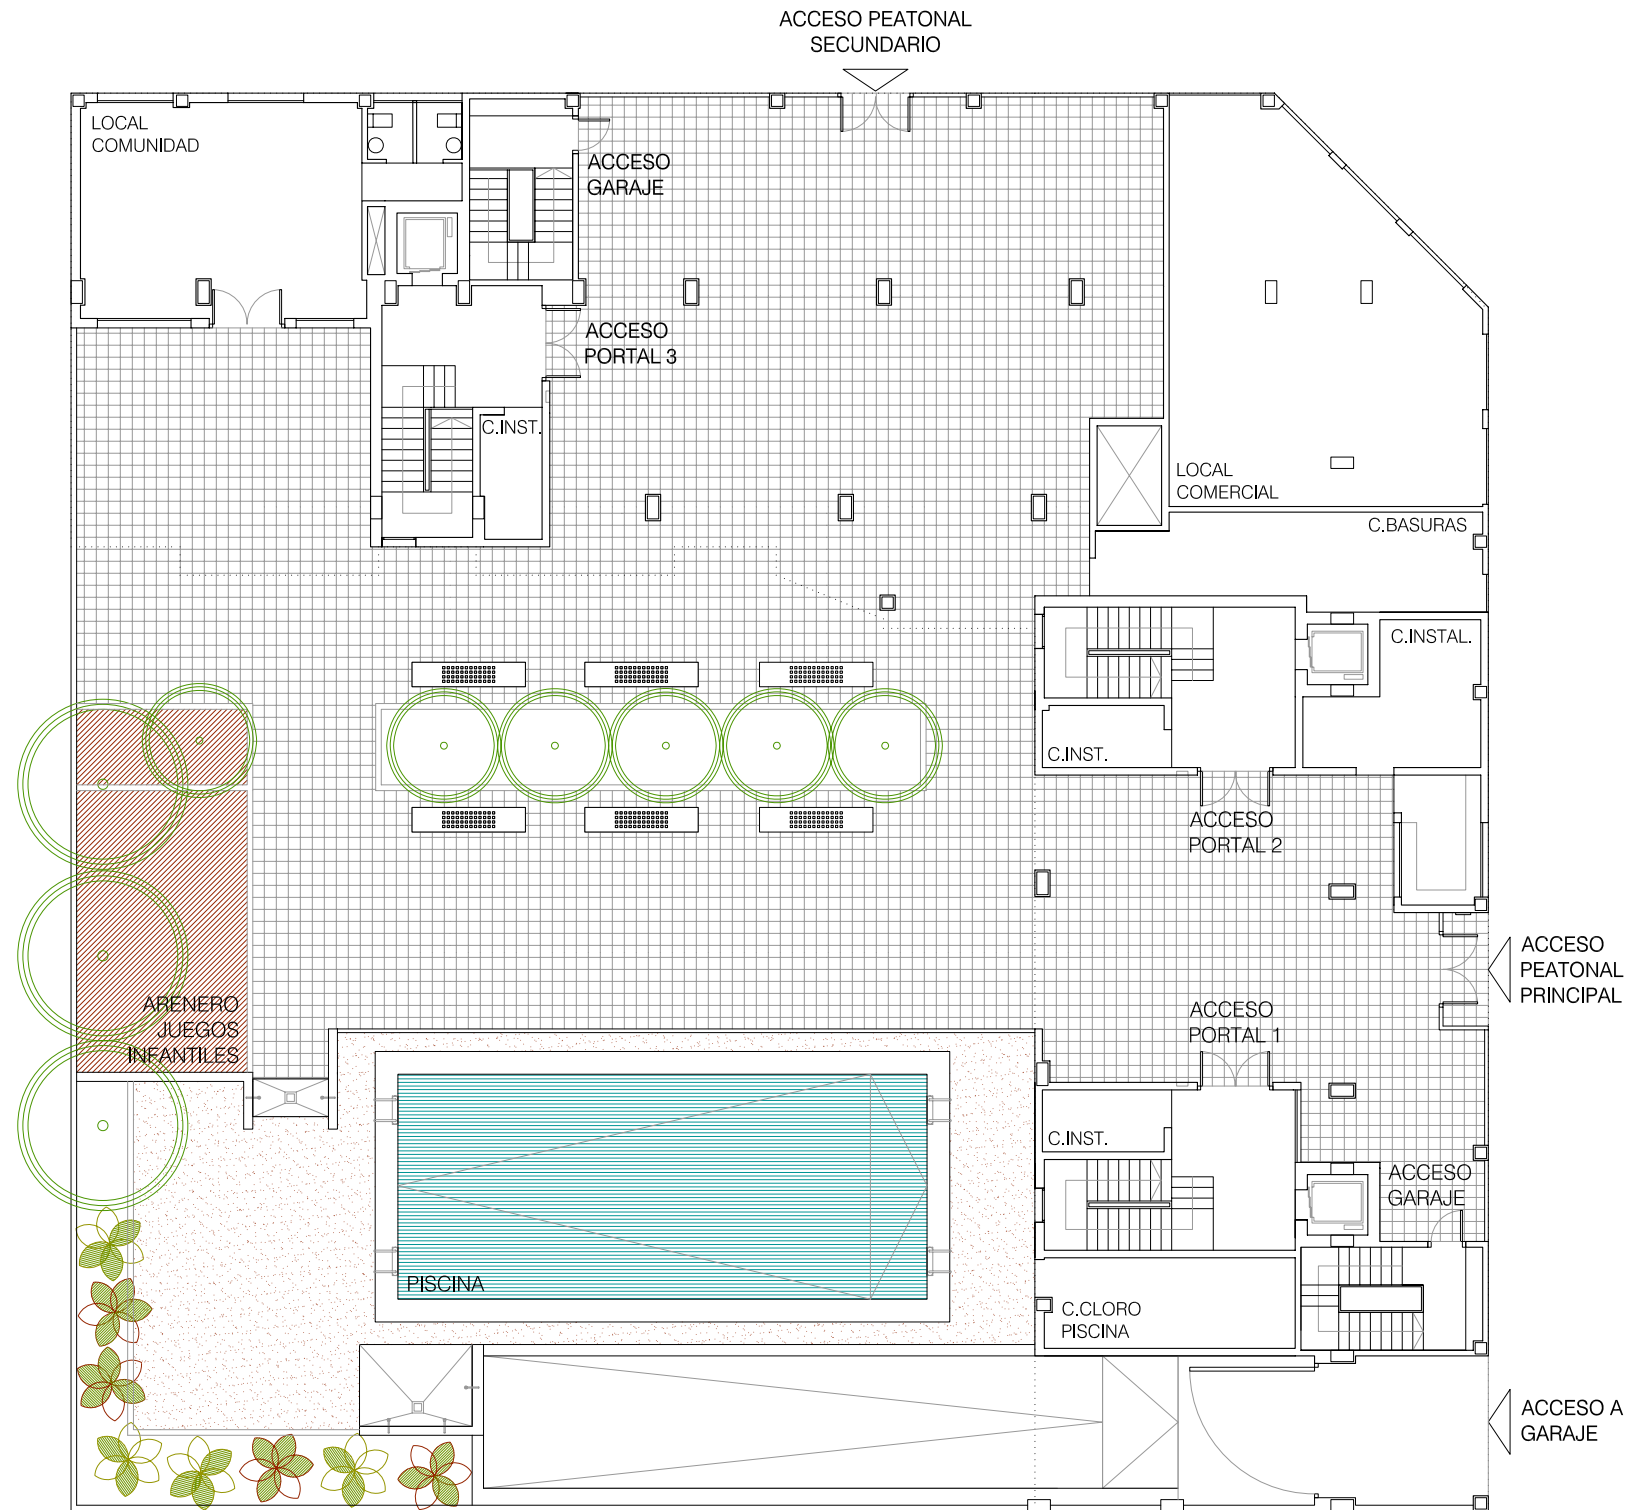 ACCESO PEATONAL
SECUNDARIO
LOCAL
COMUNIDAD
ACCESO
GARAJE
ACCESO
PORTAL 3
C.INST.
LOCAL
COMERCIAL
C.BASURAS
C.INSTAL.
C.INST.
ACCESO
PORTAL 2
ACCESO
PEATONAL
PRINCIPAL
ARENERO
JUEGOS
INFANTILES
ACCESO
PORTAL 1
C.INST.
ACCESO
GARAJE
PISCINA
C.CLORO
PISCINA
ACCESO A
GARAJE